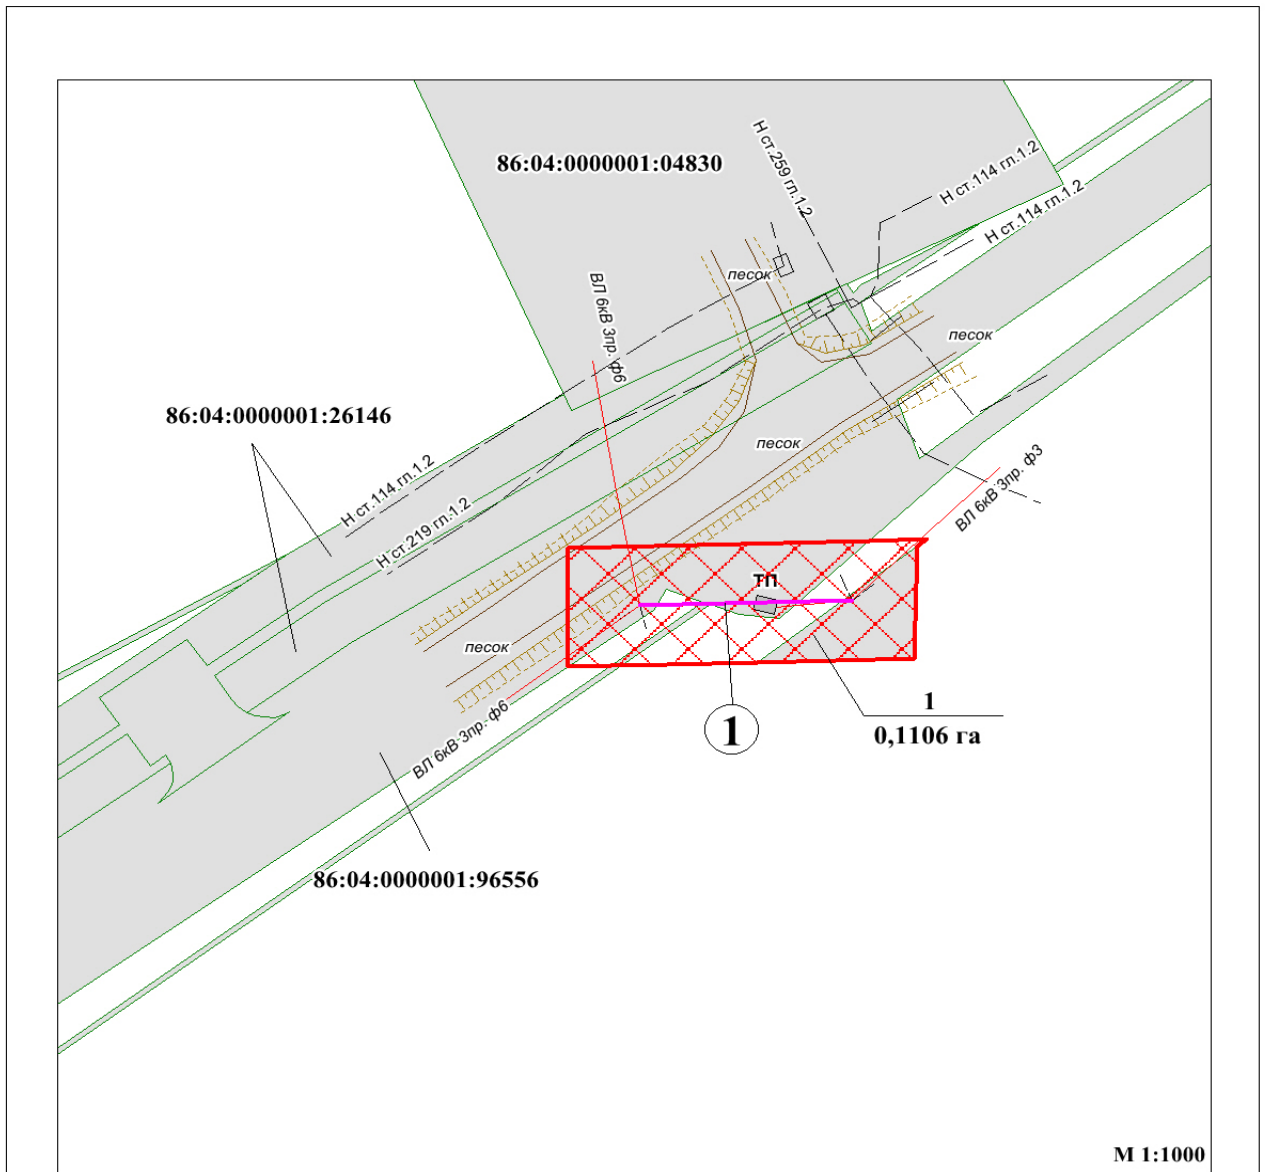 86:04:0000001:04830
Н ст.259 гл.1.2
Н ст.114 гл.1.2
Н ст.114 гл.1.2
песок
ВЛ 6кВ 3пр. ф6
песок
86:04:0000001:26146
песок
Н ст.114 гл.1.2
ВЛ 6кВ 3пр. ф3
Н ст.219 гл.1.2
ТП
песок
1
0,1106 га
1
ВЛ 6кВ 3пр. ф6
86:04:0000001:96556
М 1:1000